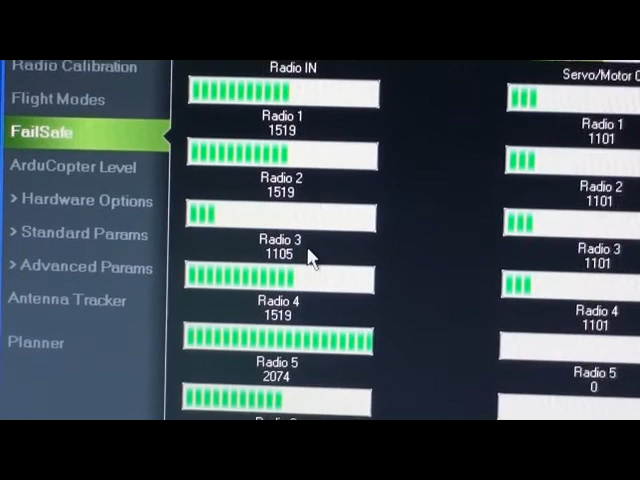 Radio Calibration
Flight Modes
FailSafe
ArduCopter Level
> Hardware Options
> Standard Params
> Advanced Params
Antenna Tracker
Planner
Radio IN
Radio 1
1519
Radio 2
1519
Radio 3
1105
Radio 4
1519
Radio 5
2074
Servo/Motor
Radio 1
1101
Radio 2
1101
Radio 3
1101
Radio 4
1101
Radio 5
0